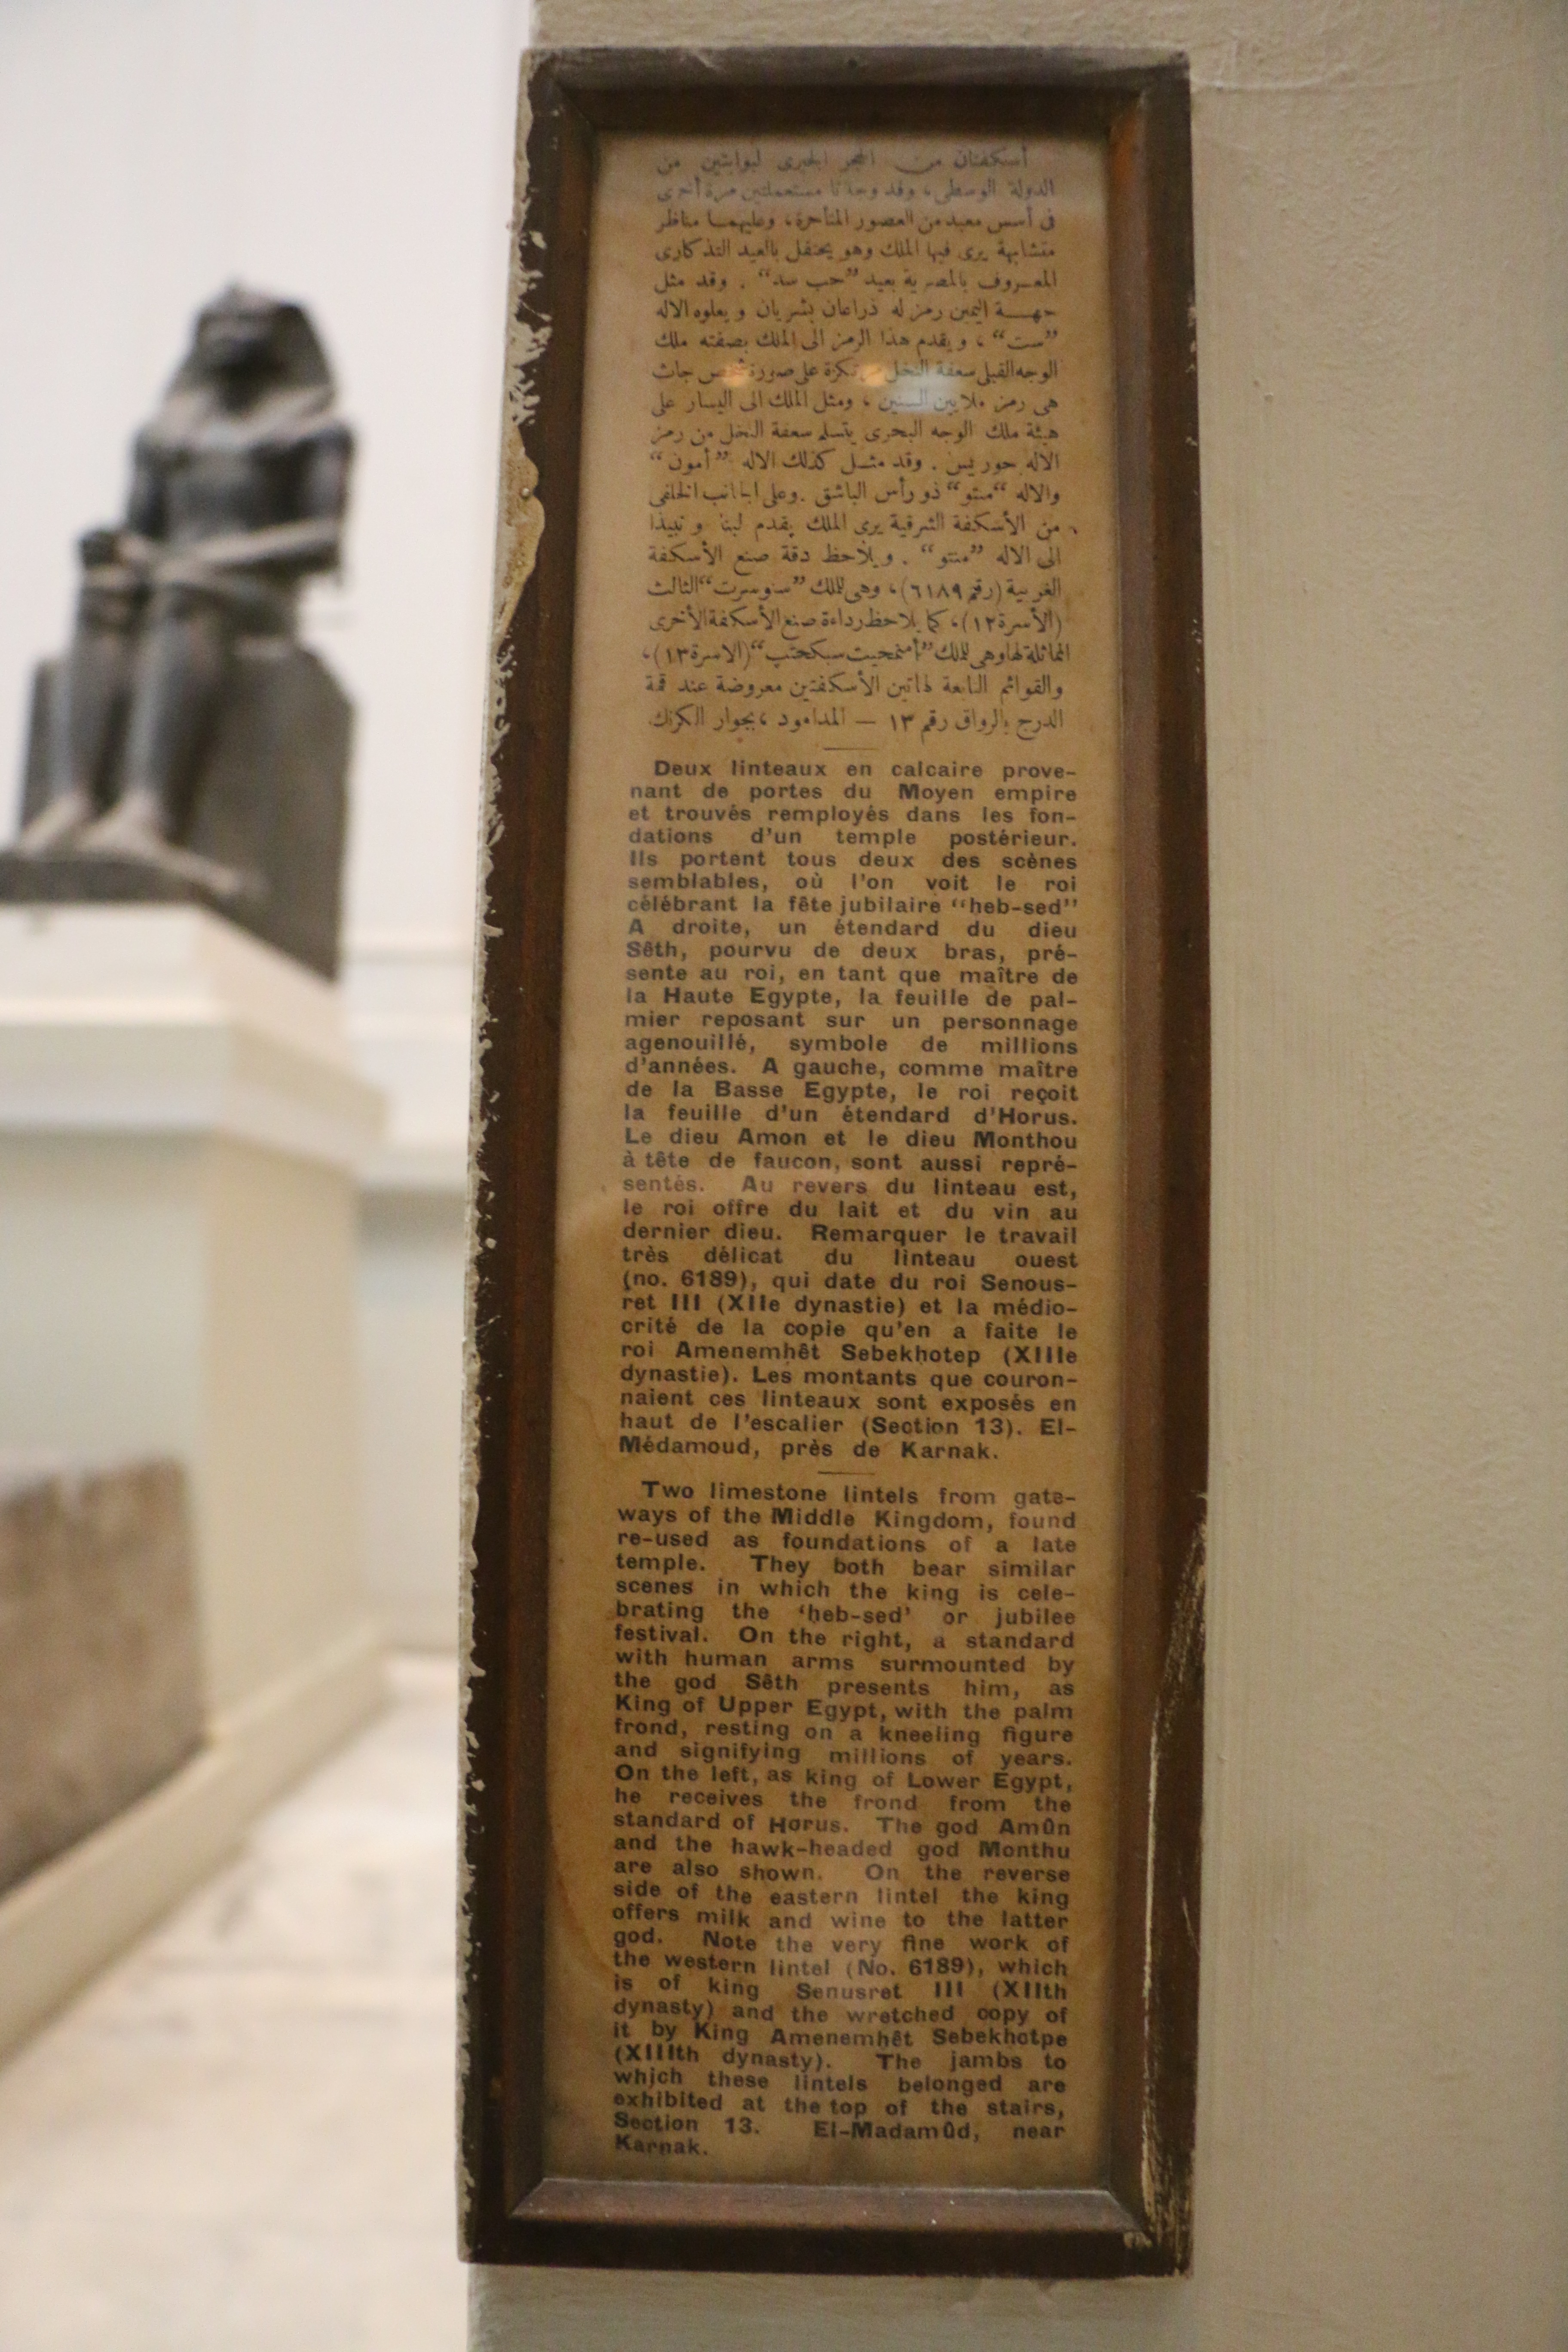 أسكفتان من الحجر الجيرى لبوابتين من
الدولة الوسطى، وقد وجدتا مستعملتين مرة أخرى
فى أسس معبد من العصور المتأخرة، وعليهما مناظر
متشابهة يرى فيها الملك وهو يحتفل بالعيد التذكارى
المعروف بالمصرية بعيد ”حب سد“. وقد مثل
جهة اليمين رمز له ذراعان بشريان ويعلوه الاله
”ست“، ويقدم هذا الرمز الى الملك بصفته ملك
الوجه القبلى سعفة النخل مرتكزة على صورة شخص جاث
هى رمز ملايين السنين، ومثل الملك الى اليسار على
هيئة ملك الوجه البحرى يتسلم سعفة النخل من رمز
الاله حوريس. وقد مثل كذلك الاله ”أمون“
والاله ”منتو“ ذو رأس الباشق. وعلى الجانب الخلفى
من الأسكفة الشرقية يرى الملك يقدم لبنا ونبيذا
الى الاله ”منتو“. ويلاحظ دقة صنع الأسكفة
الغربية (رقم ٦١٨٩)، وهى للملك ”سنوسرت“ الثالث
(الأسرة ١٢)، كما يلاحظ رداءة صنع الأسكفة الأخرى
المماثلة لها وهى للملك ”أمنمحيت سبكحتب“ (الاسرة ١٣)،
والقوائم التابعة لهاتين الأسكفتين معروضة عند قمة
الدرج بالرواق رقم ١٣ — المدامود، بجوار الكرنك.
Deux linteaux en calcaire prove-
nant de portes du Moyen empire
et trouvés remployés dans les fon-
dations d'un temple postérieur.
Ils portent tous deux des scènes
semblables, où l'on voit le roi
célébrant la fête jubilaire "heb-sed"
A droite, un étendard du dieu
Sêth, pourvu de deux bras, pré-
sente au roi, en tant que maître de
la Haute Egypte, la feuille de pal-
mier reposant sur un personnage
agenouillé, symbole de millions
d'années. A gauche, comme maître
de la Basse Egypte, le roi reçoit
la feuille d'un étendard d'Horus.
Le dieu Amon et le dieu Monthou
à tête de faucon, sont aussi repré-
sentés. Au revers du linteau est,
le roi offre du lait et du vin au
dernier dieu. Remarquer le travail
très délicat du linteau ouest
(no. 6189), qui date du roi Senous-
ret III (XIIe dynastie) et la médio-
crité de la copie qu'en a faite le
roi Amenemhêt Sebekhotep (XIIIe
dynastie). Les montants que couron-
naient ces linteaux sont exposés en
haut de l'escalier (Section 13). El-
Médamoud, près de Karnak.
Two limestone lintels from gate-
ways of the Middle Kingdom, found
re-used as foundations of a late
temple. They both bear similar
scenes in which the king is cele-
brating the 'heb-sed' or jubilee
festival. On the right, a standard
with human arms surmounted by
the god Sêth presents him, as
King of Upper Egypt, with the palm
frond, resting on a kneeling figure
and signifying millions of years.
On the left, as king of Lower Egypt,
he receives the frond from the
standard of Horus. The god Amûn
and the hawk-headed god Monthu
are also shown. On the reverse
side of the eastern lintel the king
offers milk and wine to the latter
god. Note the very fine work of
the western lintel (No. 6189), which
is of king Senusret III (XIIth
dynasty) and the wretched copy of
it by King Amenemhêt Sebekhotpe
(XIIIth dynasty). The jambs to
which these lintels belonged are
exhibited at the top of the stairs,
Section 13. El-Madamûd, near
Karnak.